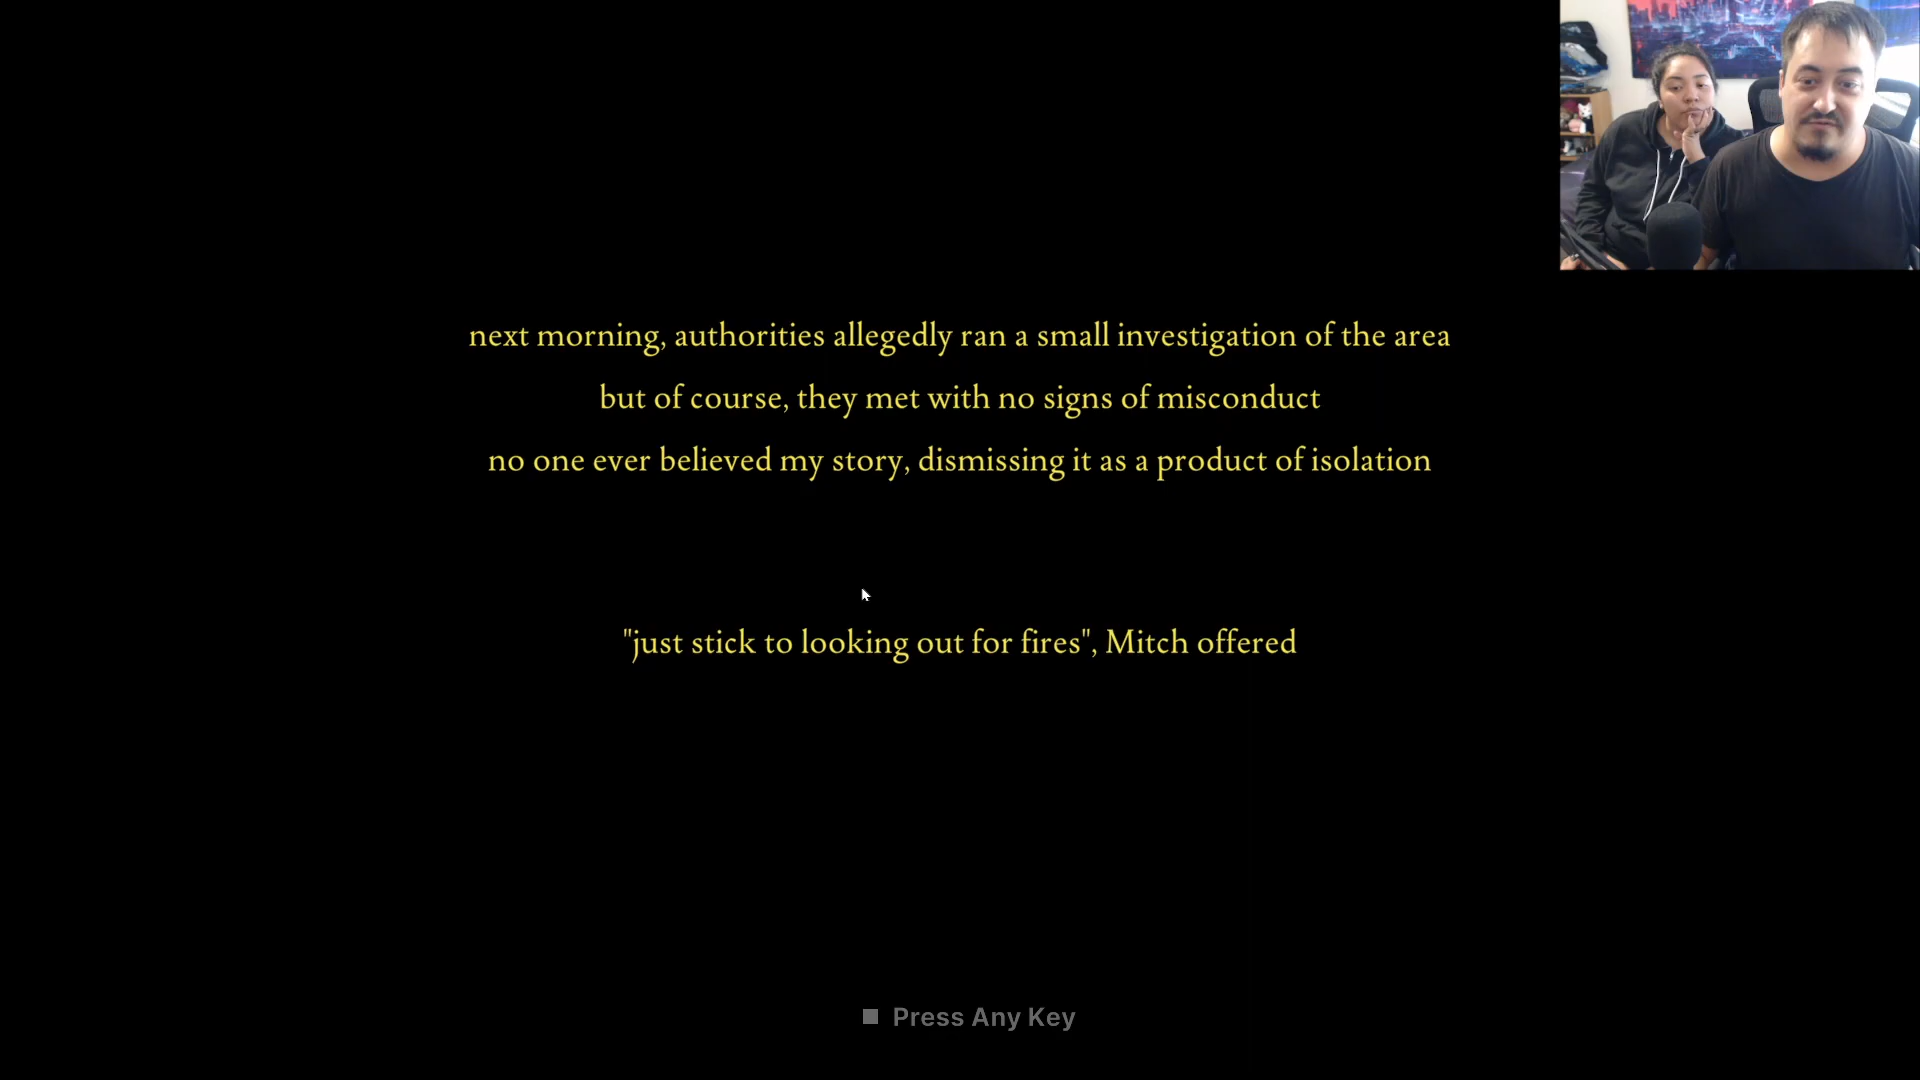 next morning, authorities allegedly ran a small investigation of the area
but of course, they met with no signs of misconduct
no one ever believed my story, dismissing it as a product of isolation
"just stick to looking out for fires", Mitch offered
Press Any Key